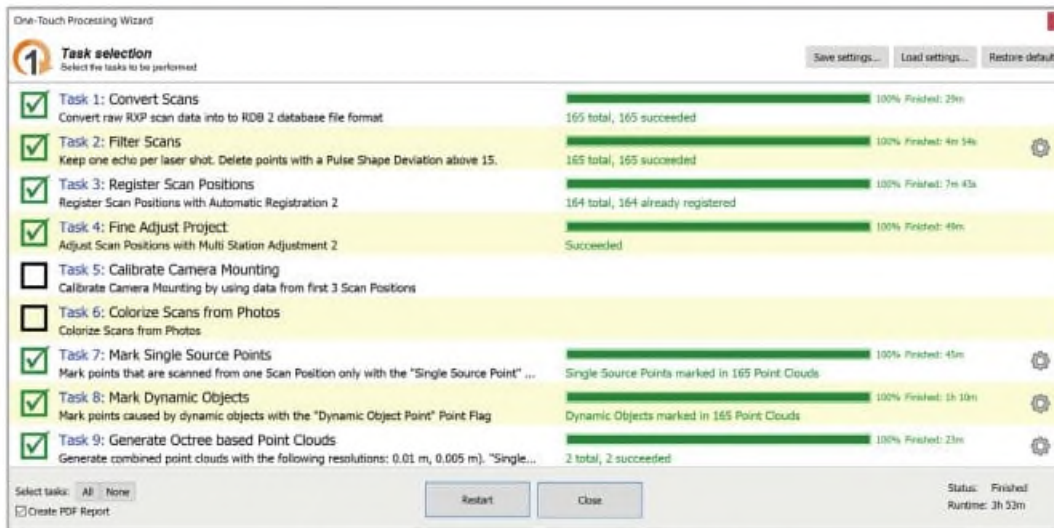 One-Touch Processing Wizard
1
Task selection
Select the tasks to be performed
Save settings... Load settings... Restore default
Task 1: Convert Scans
Convert raw RXP scan data into to RDB 2 database file format
100% Finished: 29m
165 total, 165 succeeded
Task 2: Filter Scans
Keep one echo per laser shot. Delete points with a Pulse Shape Deviation above 15.
100% Finished: 4m 54s
165 total, 165 succeeded
Task 3: Register Scan Positions
Register Scan Positions with Automatic Registration 2
100% Finished: 7m 43s
164 total, 164 already registered
Task 4: Fine Adjust Project
Adjust Scan Positions with Multi Station Adjustment 2
100% Finished: 49m
Succeeded
Task 5: Calibrate Camera Mounting
Calibrate Camera Mounting by using data from first 3 Scan Positions
Task 6: Colorize Scans from Photos
Colorize Scans from Photos
Task 7: Mark Single Source Points
Mark points that are scanned from one Scan Position only with the "Single Source Point" ...
100% Finished: 45m
Single Source Points marked in 165 Point Clouds
Task 8: Mark Dynamic Objects
Mark points caused by dynamic objects with the "Dynamic Object Point" Point Flag
100% Finished: 1h 10m
Dynamic Objects marked in 165 Point Clouds
Task 9: Generate Octree based Point Clouds
Generate combined point clouds with the following resolutions: 0.01 m, 0.005 m). "Single...
100% Finished: 23m
2 total, 2 succeeded
Select tasks: All None
Create PDF Report
Restart Close
Status: Finished
Runtime: 3h 53m